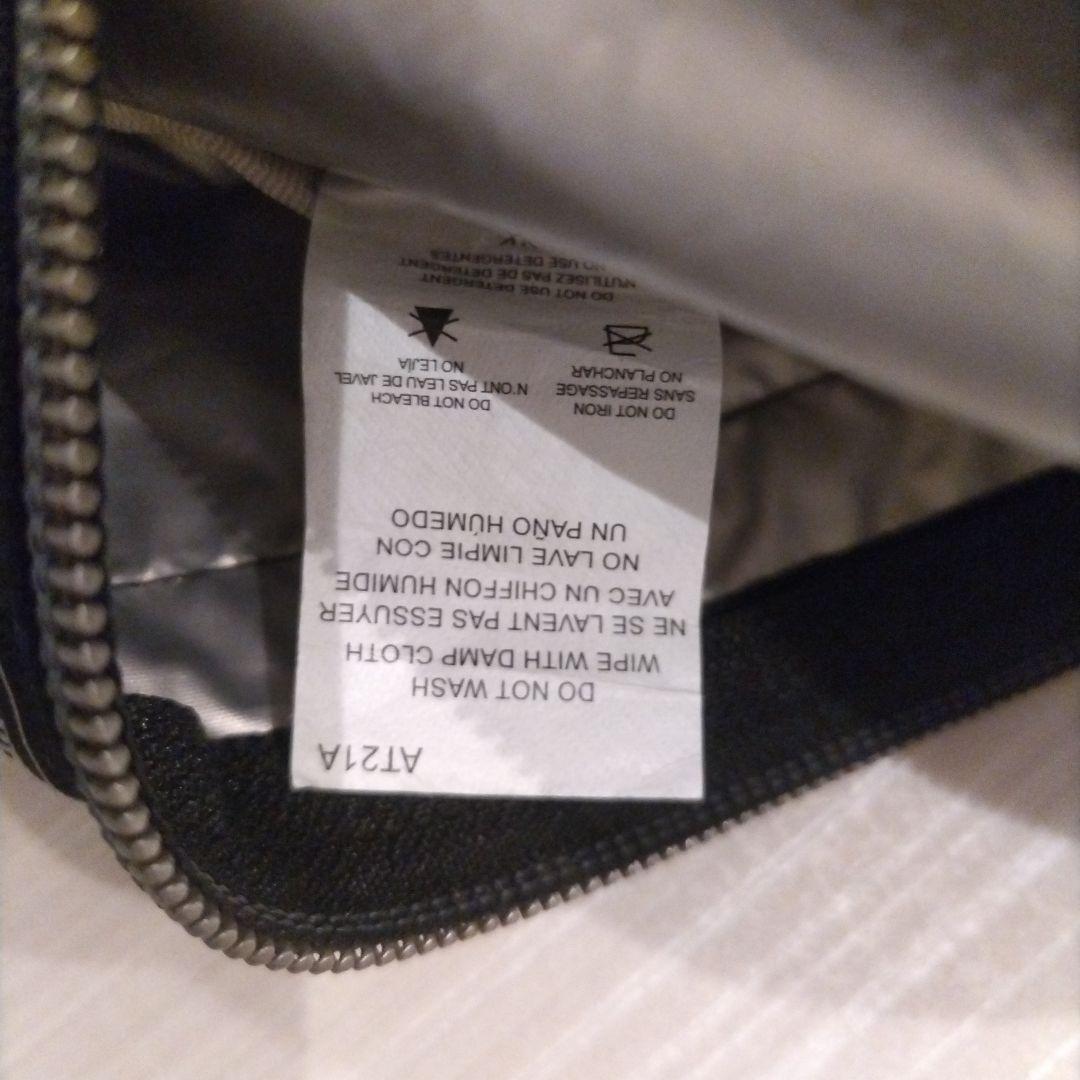 AT21A
DO NOT WASH
WIPE WITH DAMP CLOTH
NE SE LAVENT PAS ESSUYER
AVEC UN CHIFFON HUMIDE
NO LAVE LIMPIE CON
UN PAÑO HÚMEDO
DO NOT IRON
SANS REPASSAGE
NO PLANCHAR
DO NOT BLEACH
N'ONT PAS LEAU DE JAVEL
NO LEJÍA
DO NOT USE DETERGENT
N'UTILISEZ PAS DE DETERGENT
NO USE DETERGENTES